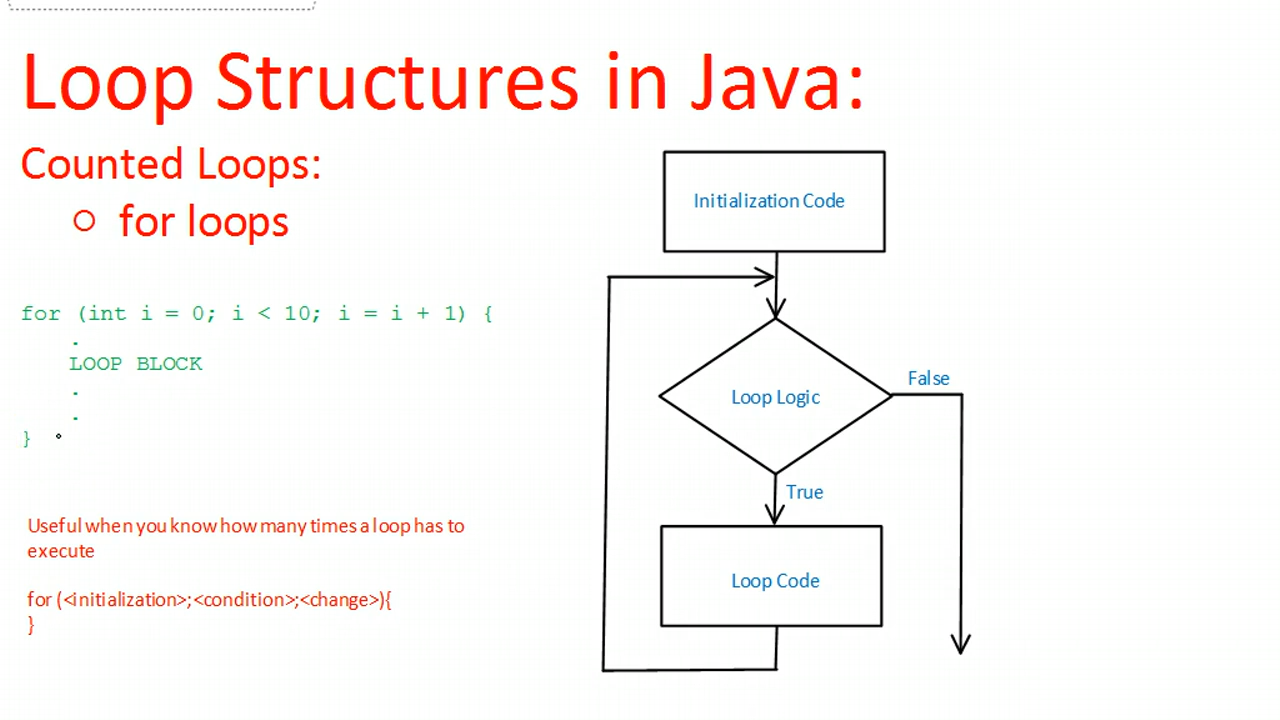 Loop Structures in Java:
Counted Loops:
○ for loops
for (int i = 0; i < 10; i = i + 1) {
.
LOOP BLOCK
.
.
}
Useful when you know how many times a loop has to
execute
for (<initialization>;<condition>;<change>){
}
Initialization Code
Loop Logic
False
True
Loop Code